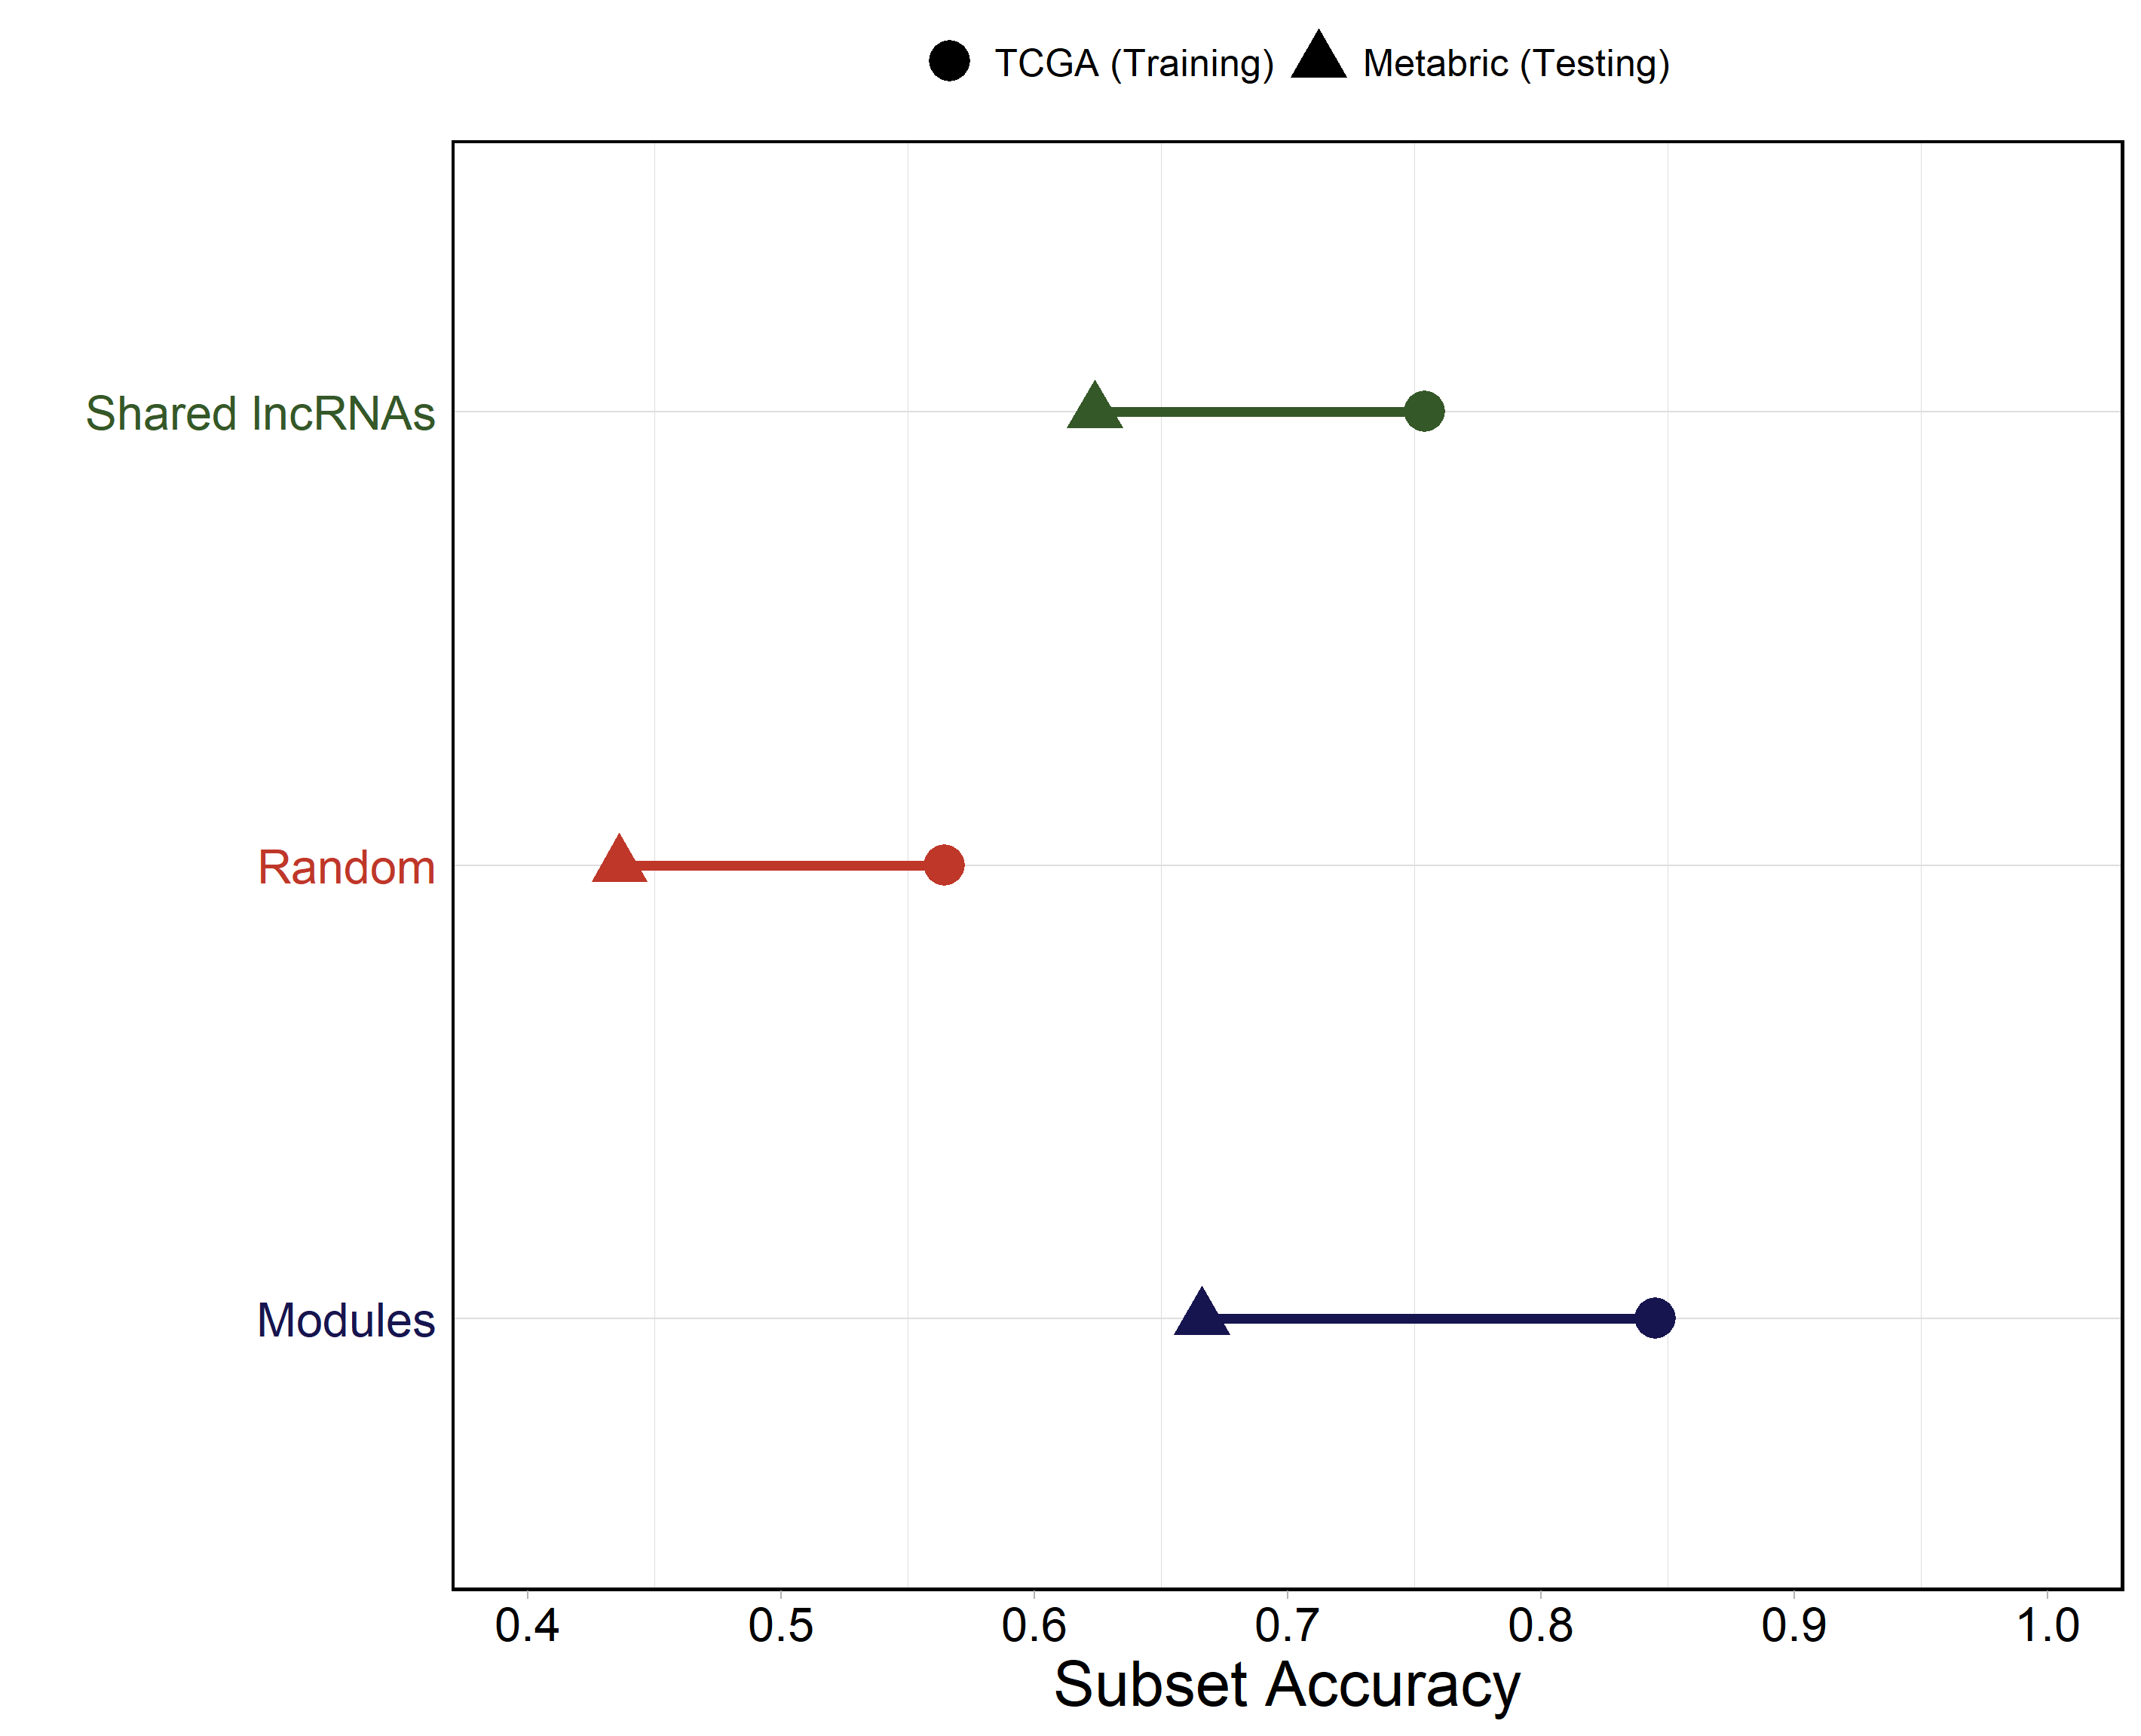 TCGA (Training) Metabric (Testing)
Shared lncRNAs
Random
Modules
0.4 0.5 0.6 0.7 0.8 0.9 1.0
Subset Accuracy